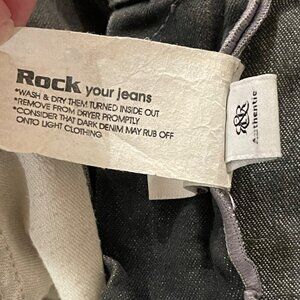 Rock your jeans
*WASH & DRY THEM TURNED INSIDE OUT
*REMOVE FROM DRYER PROMPTLY
*CONSIDER THAT DARK DENIM MAY RUB OFF
ONTO LIGHT CLOTHING
Authentic